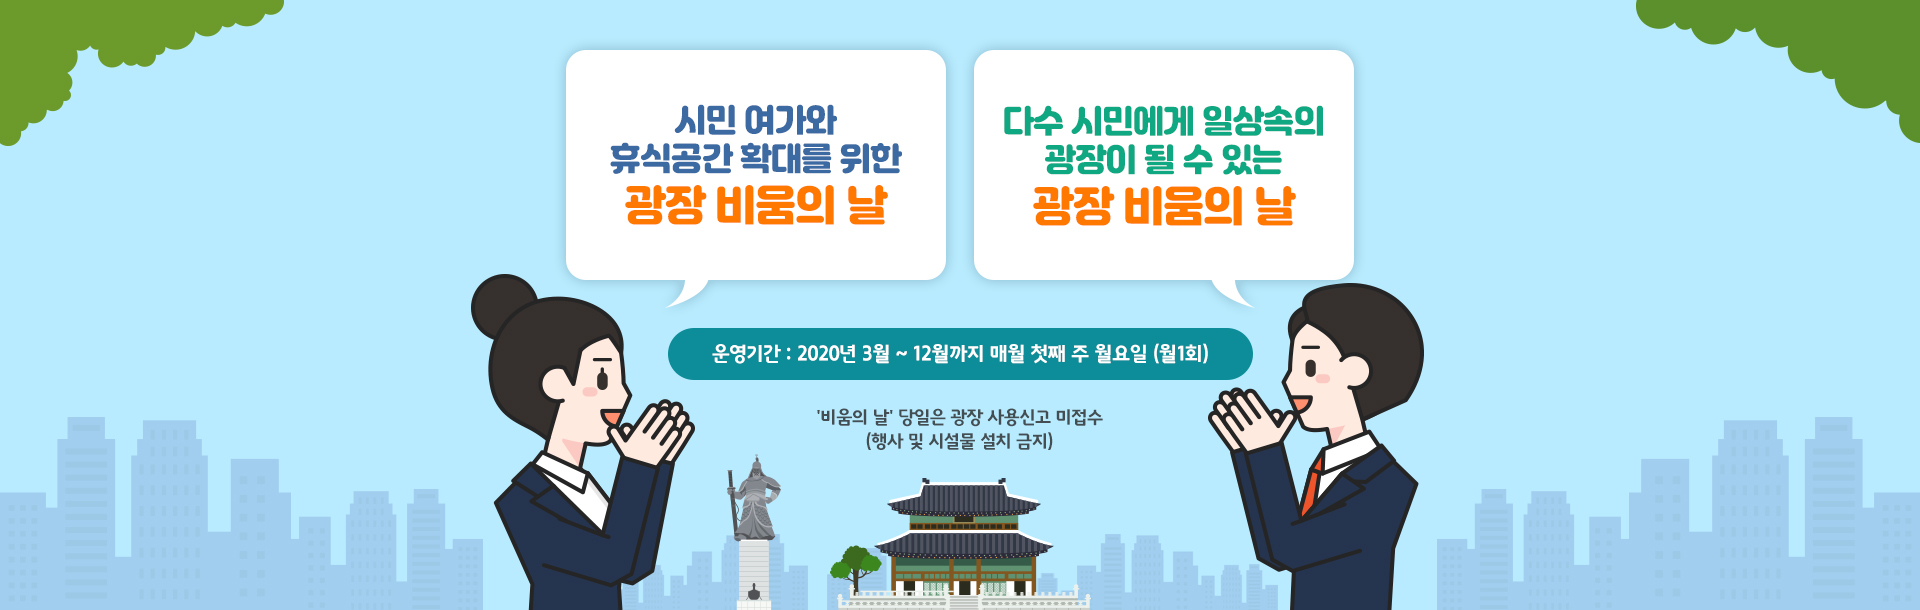 시민 여가와
휴식공간 확대를 위한
광장 비움의 날
다수 시민에게 일상속의
광장이 될 수 있는
광장 비움의 날
운영기간 : 2020년 3월 ~ 12월까지 매월 첫째 주 월요일 (월1회)
'비움의 날' 당일은 광장 사용신고 미접수
(행사 및 시설물 설치 금지)